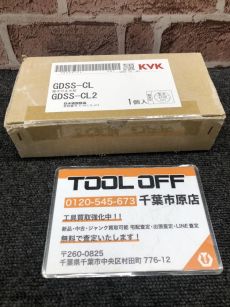 KVK
GDSS-CL
GDSS-CL2
1個入
TOOL OFF
0120-545-673 千葉市原店
工具買取強化中！！
新品・中古・ジャンク買取可能 宅配査定・出張査定・LINE査定
無料で査定いたします！
〒260-0825
千葉県千葉市中央区村田町 776-12